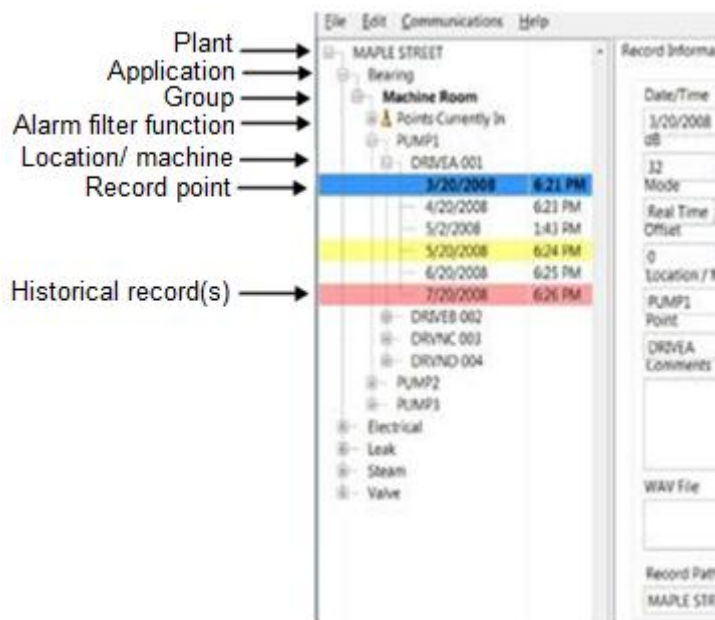 File Edit Communications Help
Plant
Application
Group
Alarm filter function
Location/ machine
Record point
Historical record(s)
MAPLE STREET
Bearing
Machine Room
Points Currently In
PUMP1
DRIVEA 001
3/20/2008 6:21 PM
4/20/2008 6:23 PM
5/2/2008 1:43 PM
5/20/2008 6:24 PM
6/20/2008 6:25 PM
7/20/2008 6:26 PM
DRIVEB 002
DRVNC 003
DRVND 004
PUMP2
PUMP3
Electrical
Leak
Steam
Valve
Record Informa
Date/Time
3/20/2008
dB
32
Mode
Real Time
Offset
0
Location / M
PUMP1
Point
DRIVEA
Comments
WAV File
Record Path
MAPLE STR